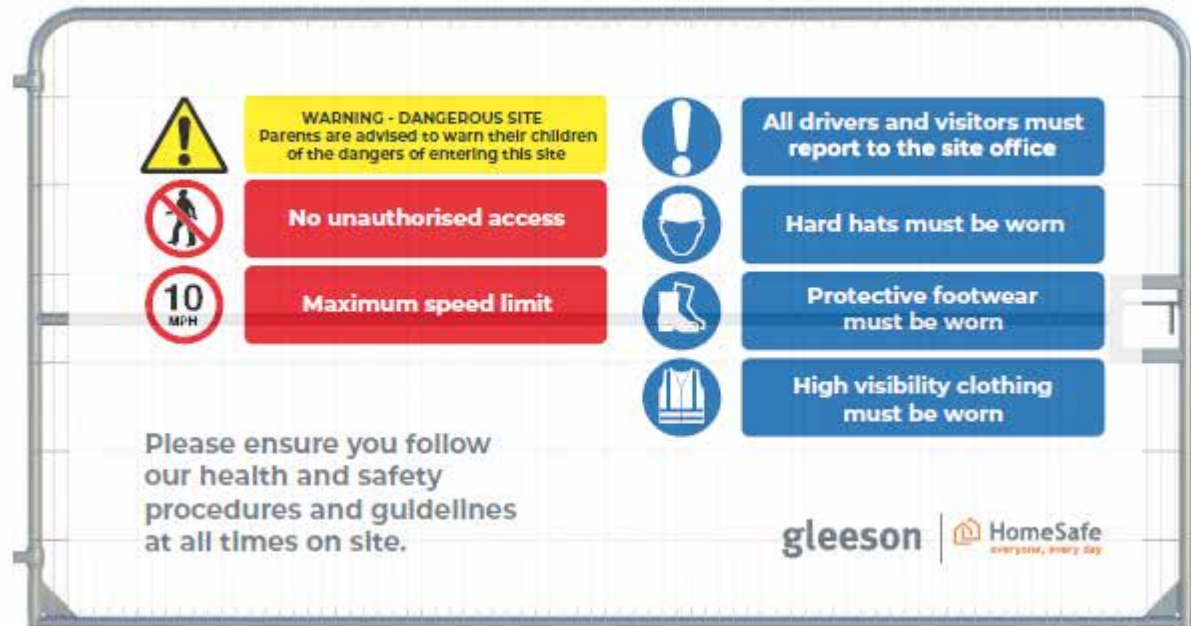 WARNING - DANGEROUS SITE
Parents are advised to warn their children
of the dangers of entering this site
No unauthorised access
10
MPH
Maximum speed limit
Please ensure you follow
our health and safety
procedures and guidelines
at all times on site.
All drivers and visitors must
report to the site office
Hard hats must be worn
Protective footwear
must be worn
High visibility clothing
must be worn
gleeson
HomeSafe
everyone, every day